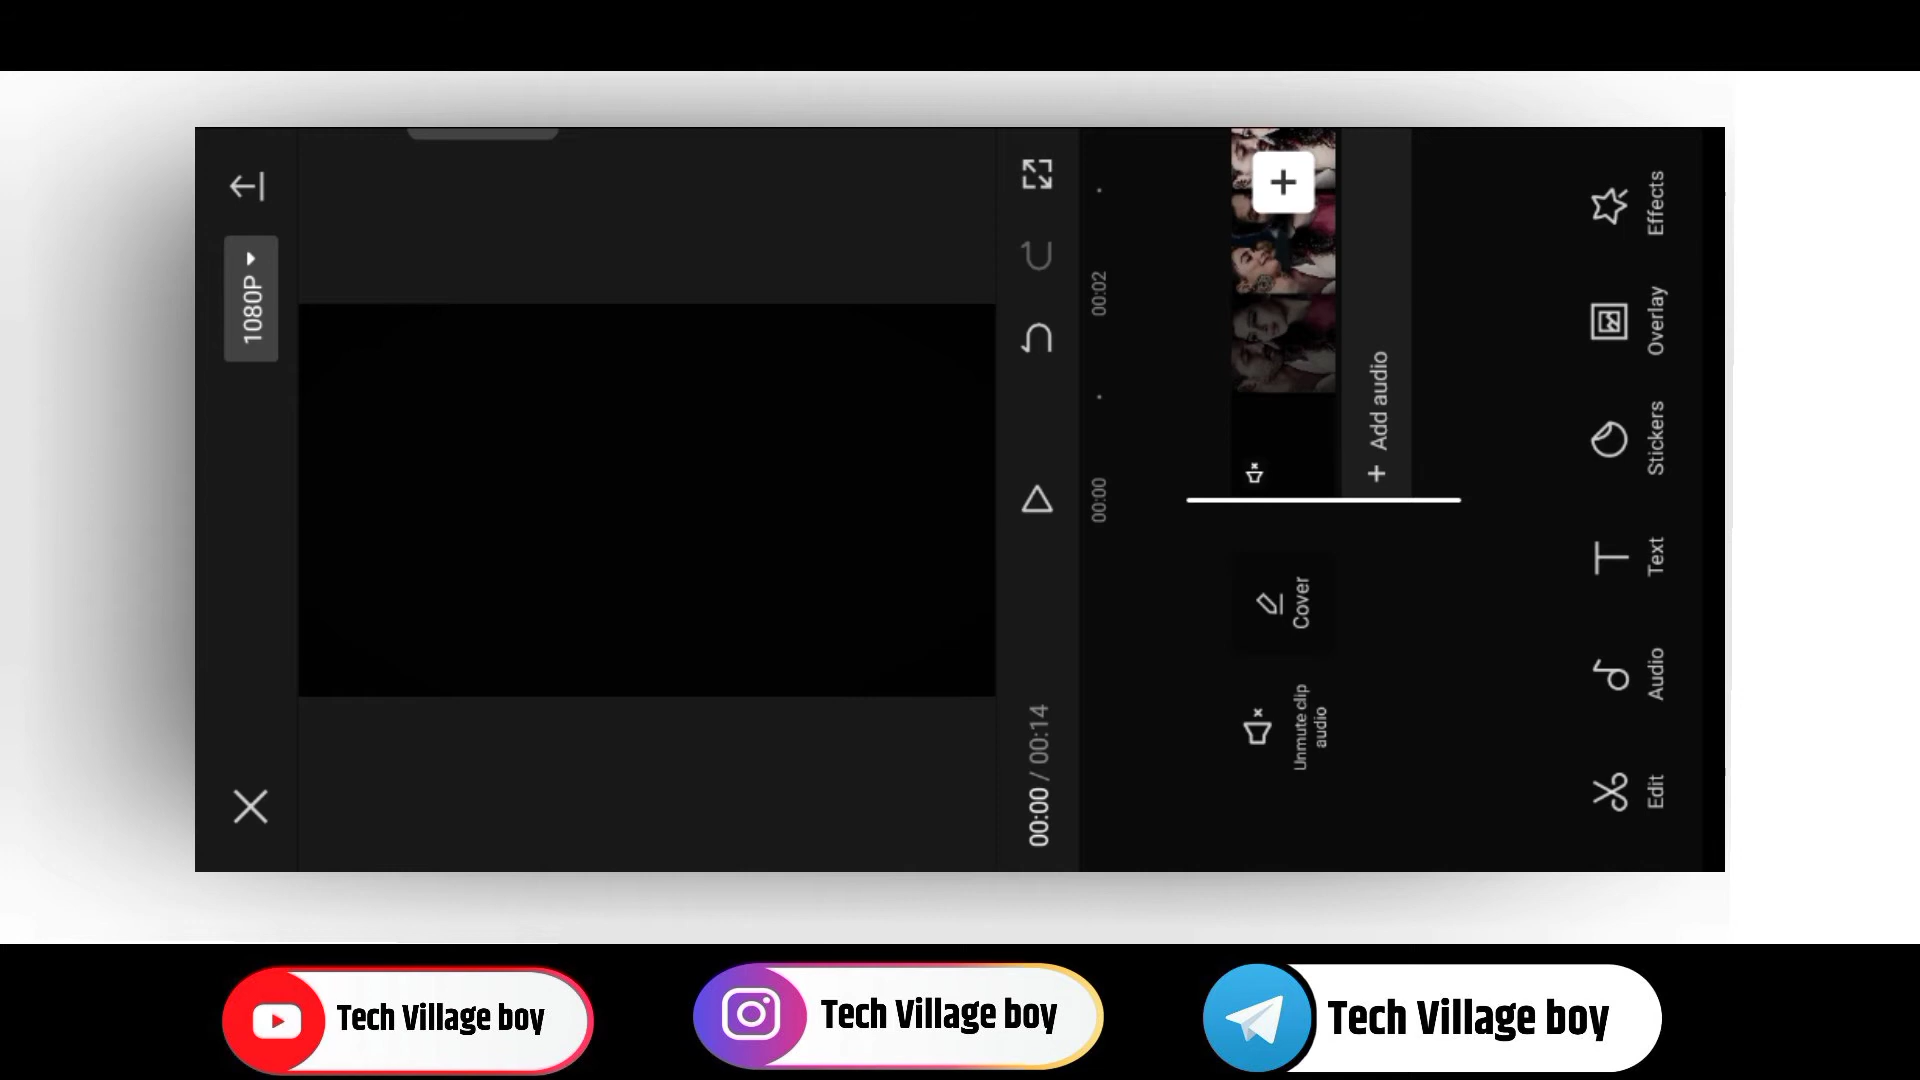 1080P
00:00 / 00:14
00:00
00:02
Unmute clip
audio
Cover
+ Add audio
Edit
Audio
Text
Stickers
Overlay
Effects
Tech Village boy
Tech Village boy
Tech Village boy